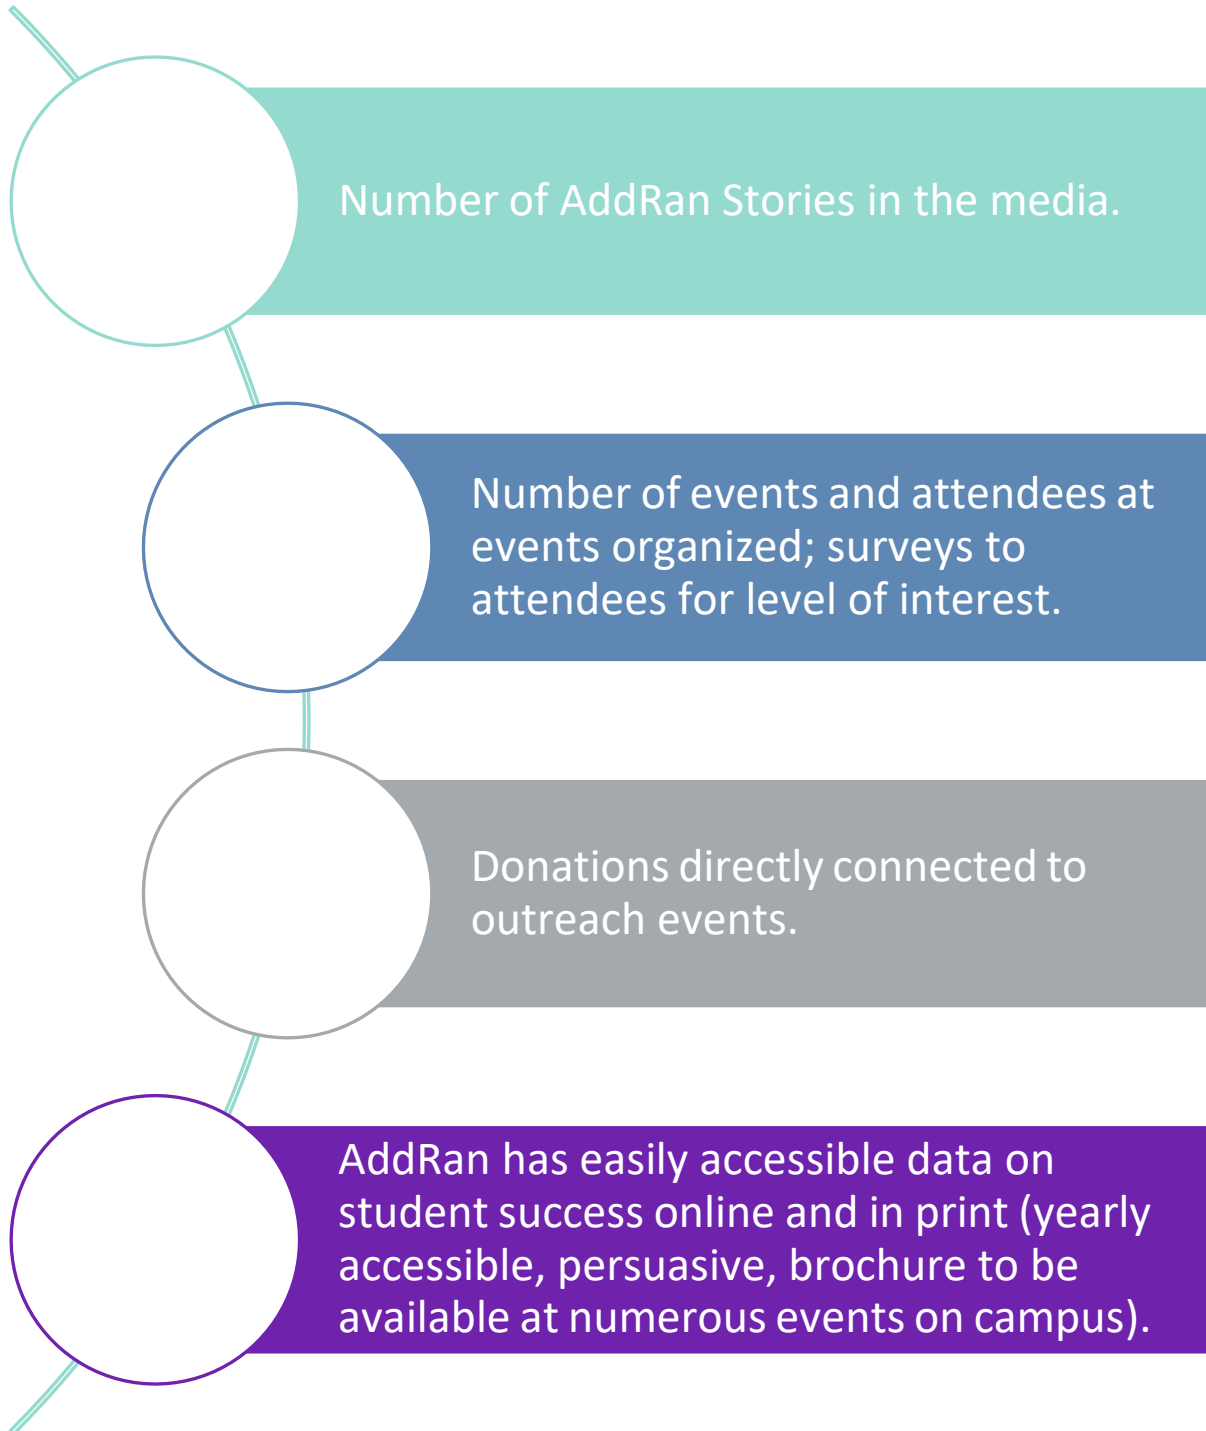 Number of AddRan Stories in the media.
Number of events and attendees at
events organized; surveys to
attendees for level of interest.
Donations directly connected to
outreach events.
AddRan has easily accessible data on
student success online and in print (yearly
accessible, persuasive, brochure to be
available at numerous events on campus).